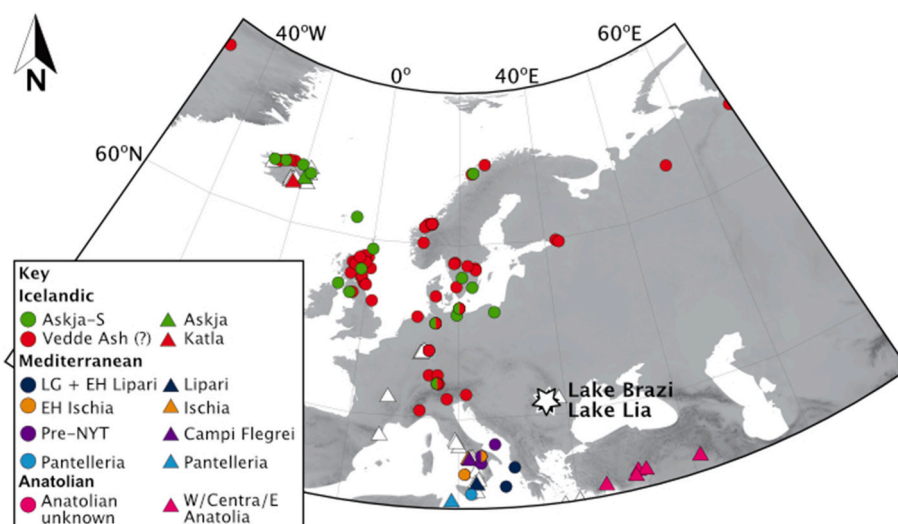 40°W
60°E
0°
40°E
N
60°N
Lake Brazi
Lake Lia
Key
Icelandic
Askja-S
Askja
Vedde Ash (?)
Katla
Mediterranean
LG + EH Lipari
Lipari
EH Ischia
Ischia
Pre-NYT
Campi Flegrei
Pantelleria
Pantelleria
Anatolian
Anatolian
unknown
W/Centra/E
Anatolia